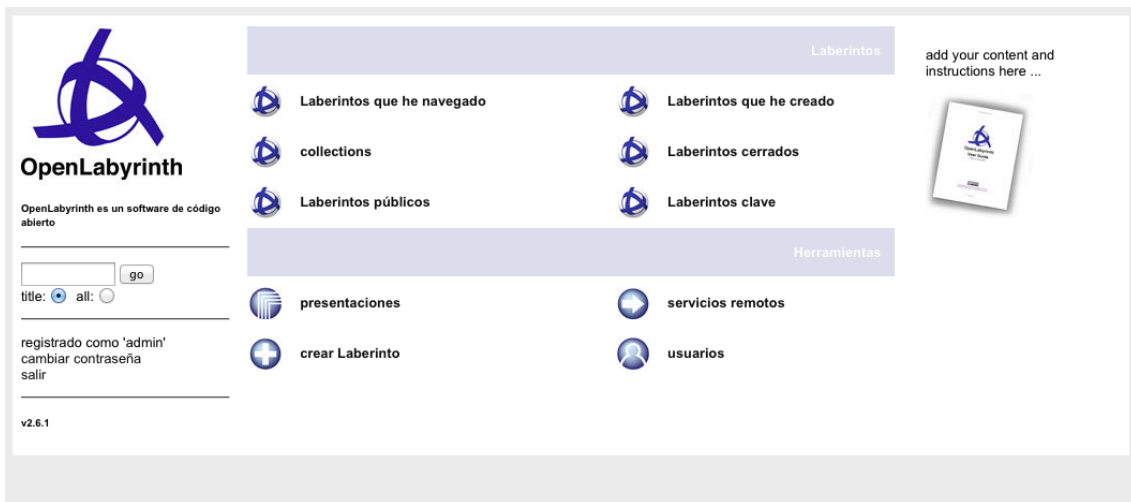 OpenLabyrinth
OpenLabyrinth es un software de código
abierto
go
title: all:
registrado como 'admin'
cambiar contraseña
salir
v2.6.1
Laberintos
Laberintos que he navegado
Laberintos que he creado
collections
Laberintos cerrados
Laberintos públicos
Laberintos clave
Herramientas
presentaciones
servicios remotos
crear Laberinto
usuarios
add your content and
instructions here ...
OpenLabyrinth
User Guide